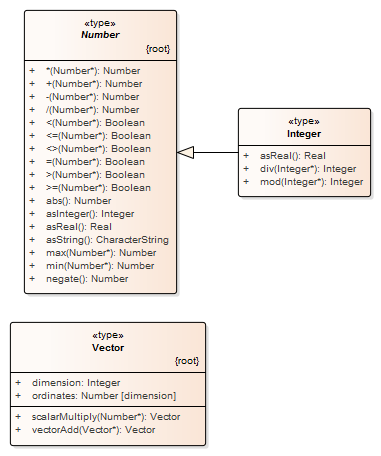 «type»
Number
{root}
+ *(Number*): Number
+ +(Number*): Number
+ -(Number*): Number
+ /(Number*): Number
+ <(Number*): Boolean
+ <=(Number*): Boolean
+ <>(Number*): Boolean
+ =(Number*): Boolean
+ >(Number*): Boolean
+ >=(Number*): Boolean
+ abs(): Number
+ asInteger(): Integer
+ asReal(): Real
+ asString(): CharacterString
+ max(Number*): Number
+ min(Number*): Number
+ negate(): Number
«type»
Integer
+ asReal(): Real
+ div(Integer*): Integer
+ mod(Integer*): Integer
«type»
Vector
{root}
+ dimension: Integer
+ ordinates: Number [dimension]
+ scalarMultiply(Number*): Vector
+ vectorAdd(Vector*): Vector